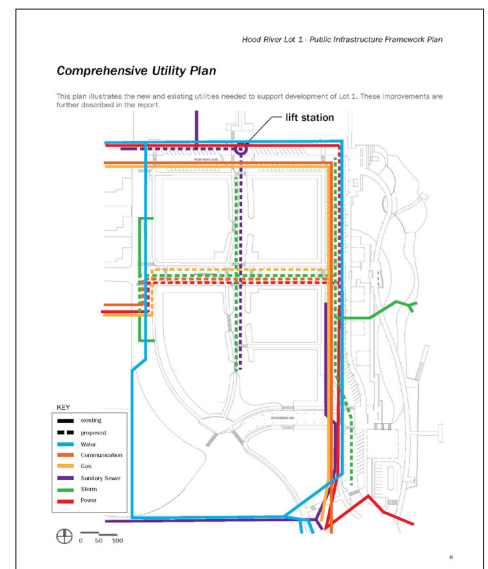 Hood River Lot 1 - Public Infrastructure Framework Plan
Comprehensive Utility Plan
This plan illustrates the new and existing utilities needed to support development of Lot 1. These improvements are
further described in the report.
lift station
KEY
existing
proposed
Water
Communication
Gas
Sanitary Sewer
Storm
Power
0 50 100